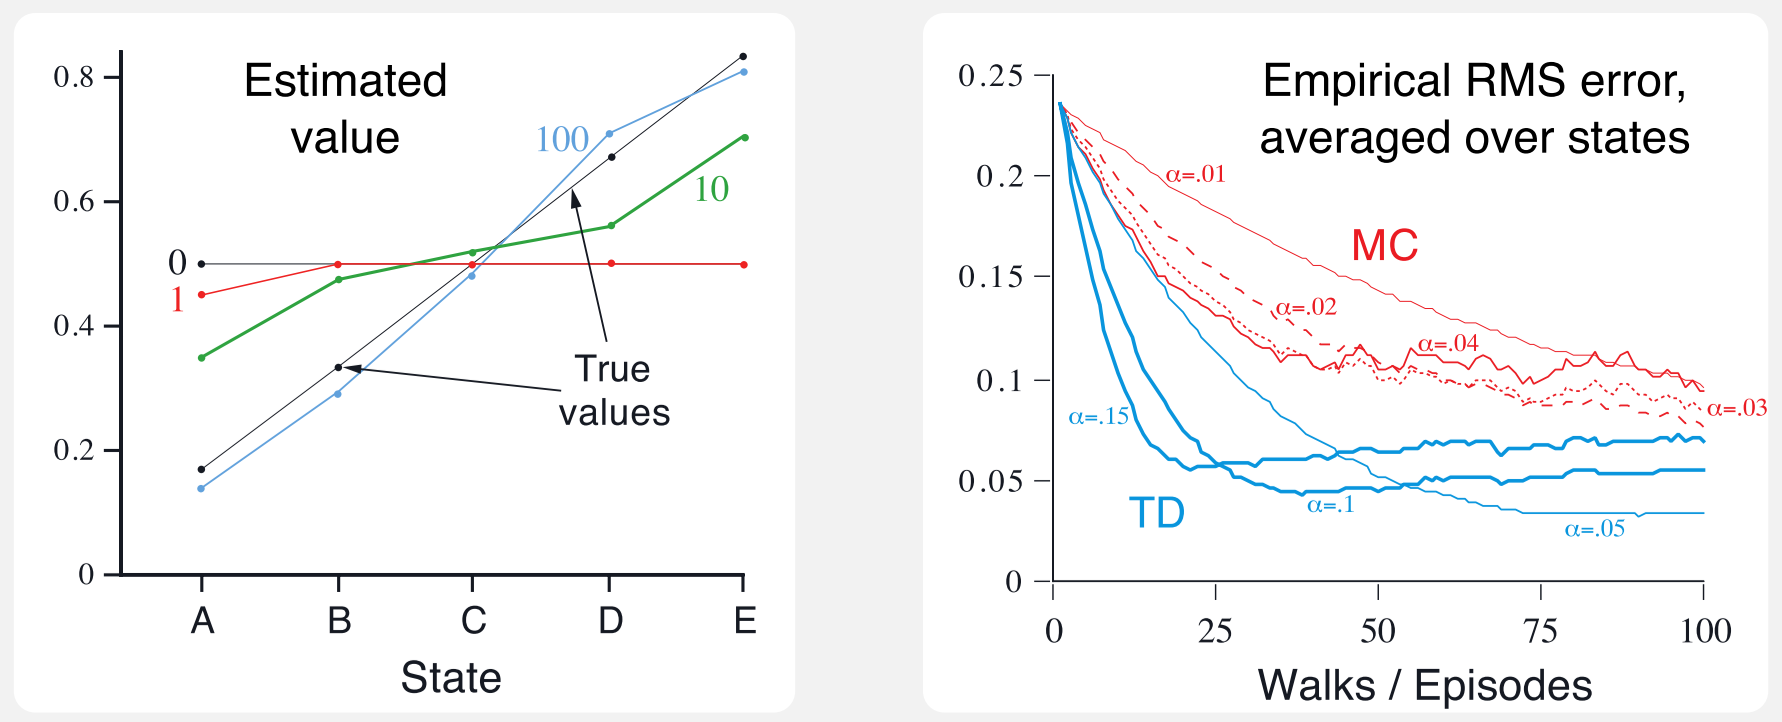 Estimated
value
0.8
0.6
0.4
0.2
0
100
10
0
1
True
values
A B C D E
State
Empirical RMS error,
averaged over states
0.25
0.2
0.15
0.1
0.05
0
α=.01
MC
α=.02
α=.04
α=.03
α=.15
TD
α=.1
α=.05
0 25 50 75 100
Walks / Episodes